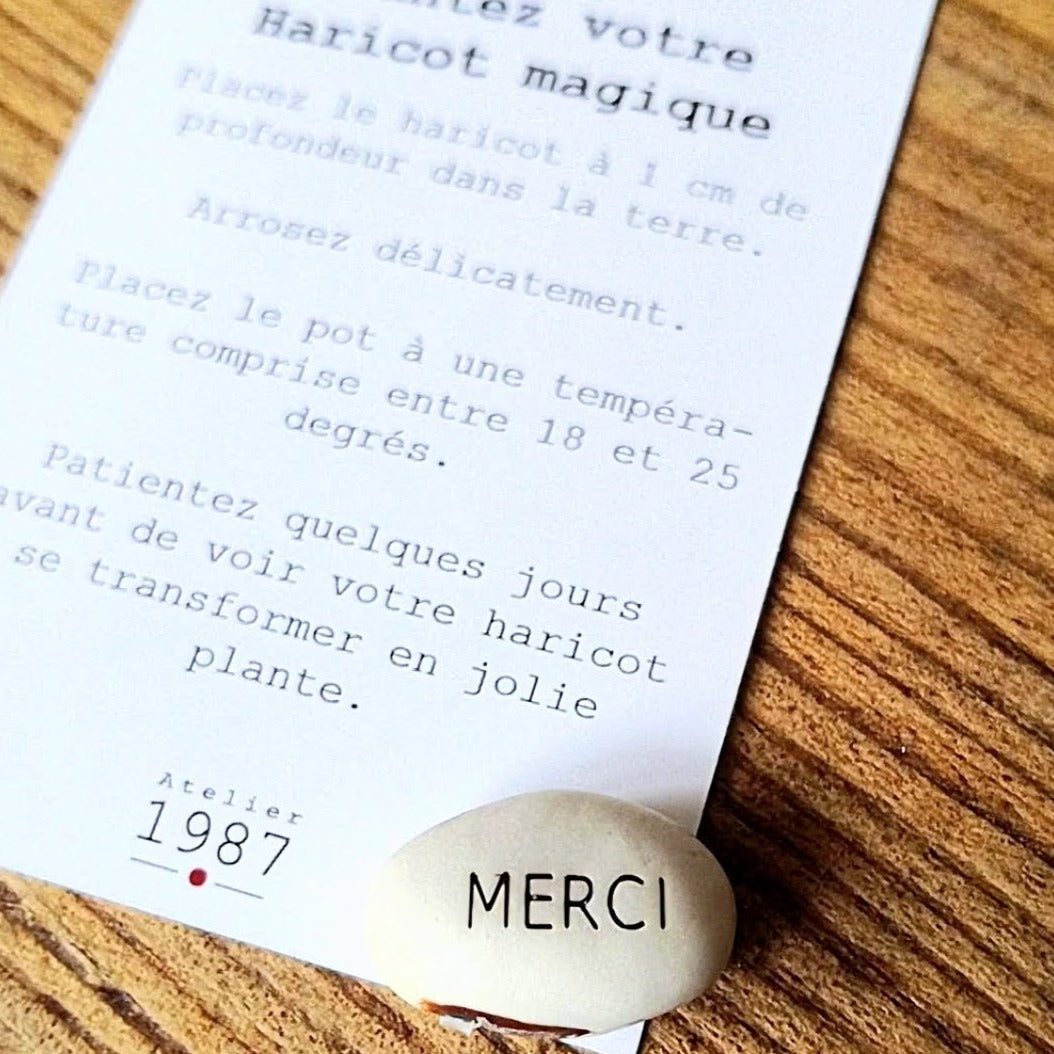 votre
Haricot magique
Placez le haricot à 1 cm de
profondeur dans la terre.
Arrosez délicatement.
Placez le pot à une tempéra-
ture comprise entre 18 et 25
degrés.
Patientez quelques jours
avant de voir votre haricot
se transformer en jolie
plante.
Atelier
1987
MERCI